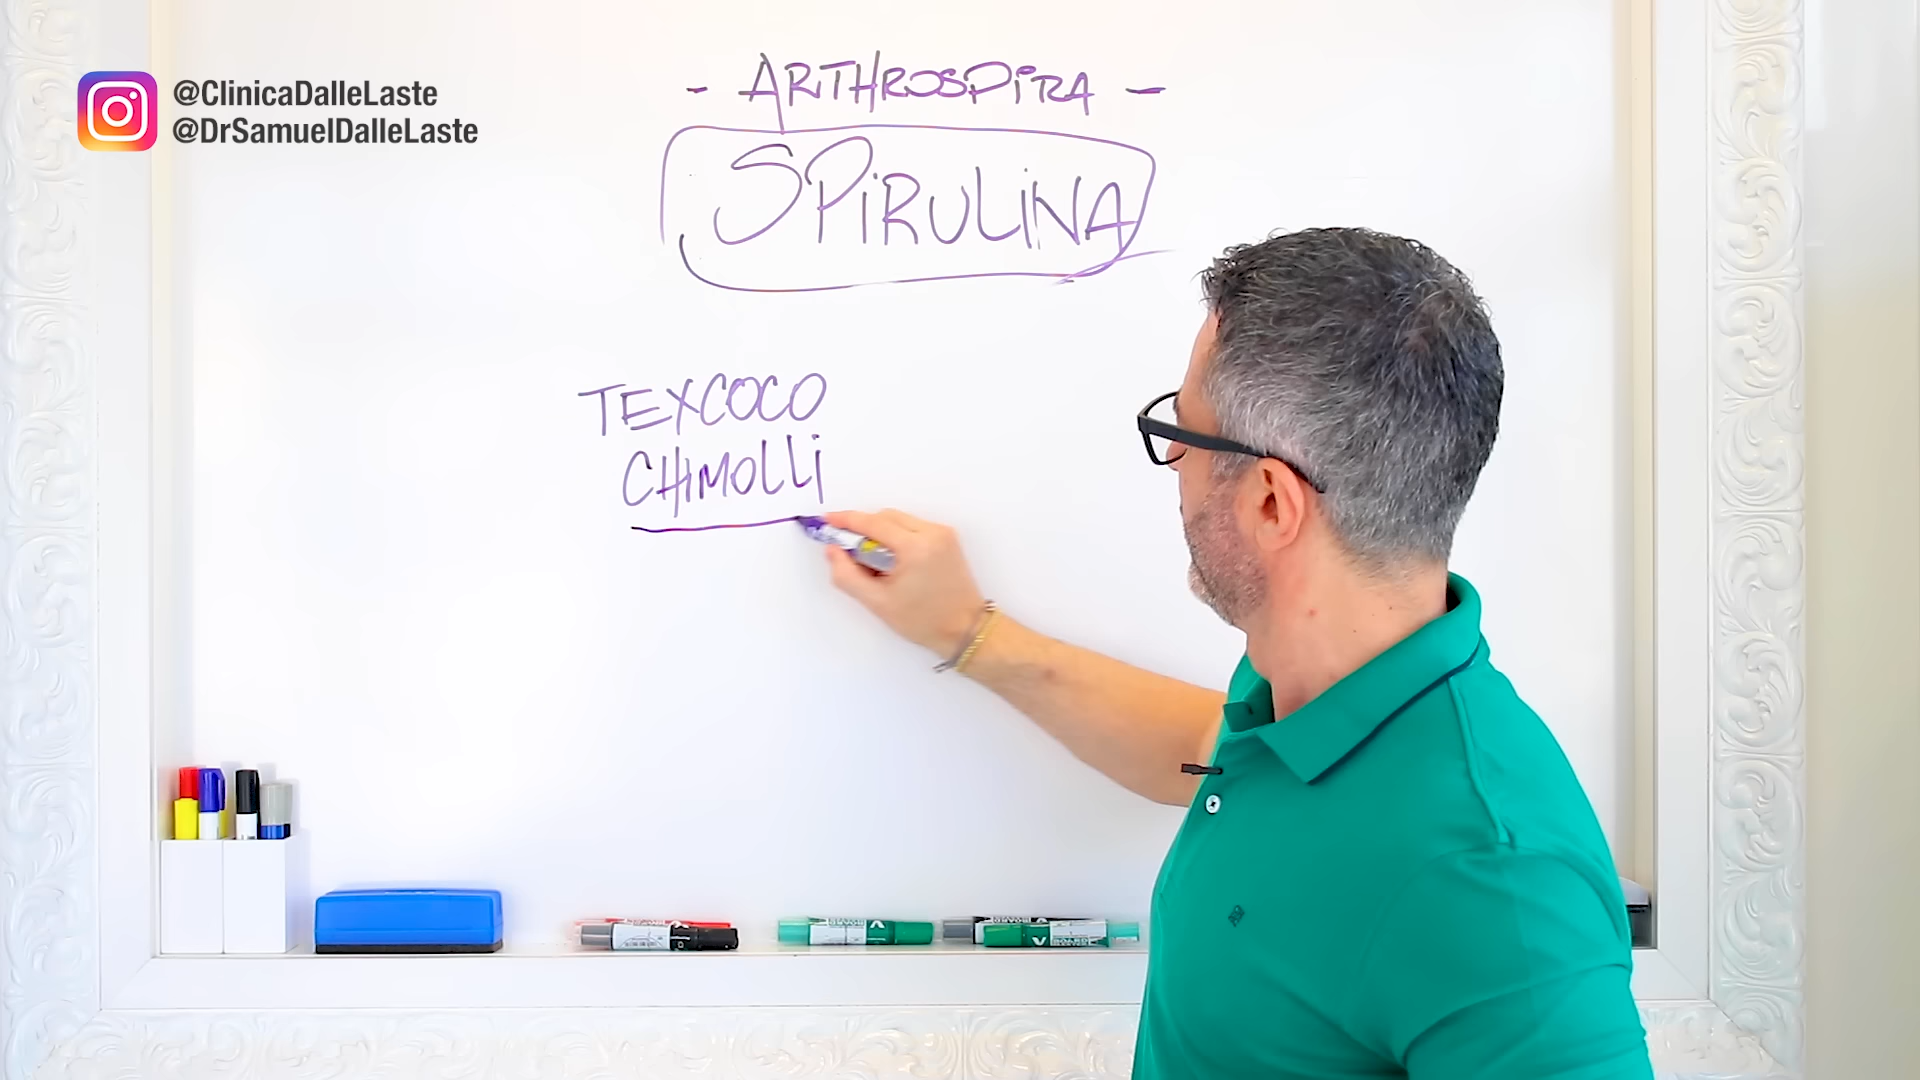 @ClinicaDalleLaste
@DrSamuelDalleLaste
- ARTHROSPIRA -
SPIRULINA
TEXCOCO
CHIMOLLI